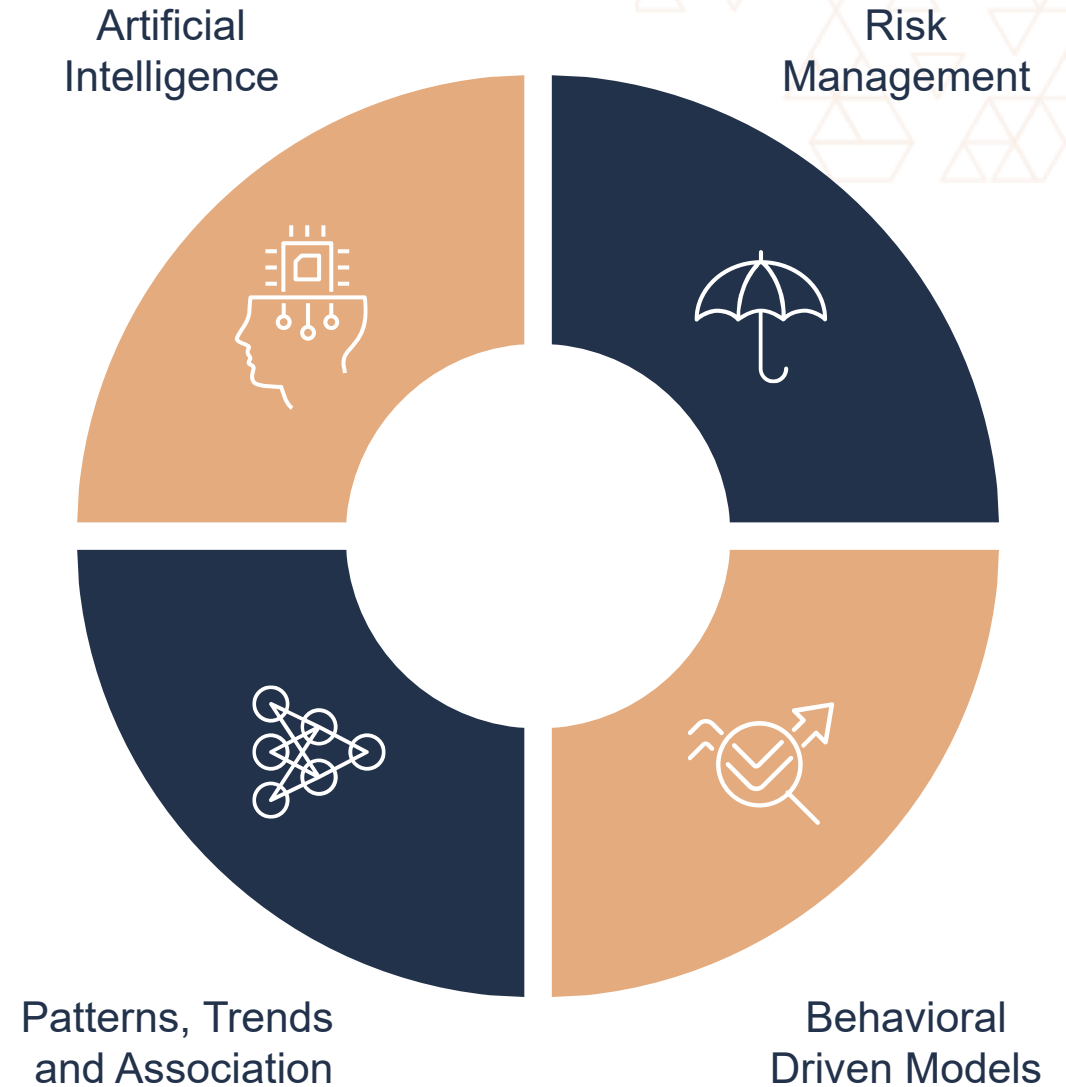 Artificial
Intelligence
Risk
Management
Patterns, Trends
and Association
Behavioral
Driven Models